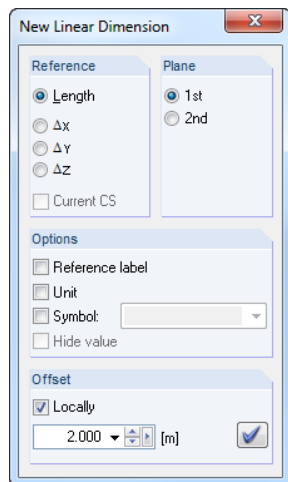 New Linear Dimension
Reference
Length
ΔX
ΔY
ΔZ
Current CS
Plane
1st
2nd
Options
Reference label
Unit
Symbol:
Hide value
Offset
Locally
2.000 [m]